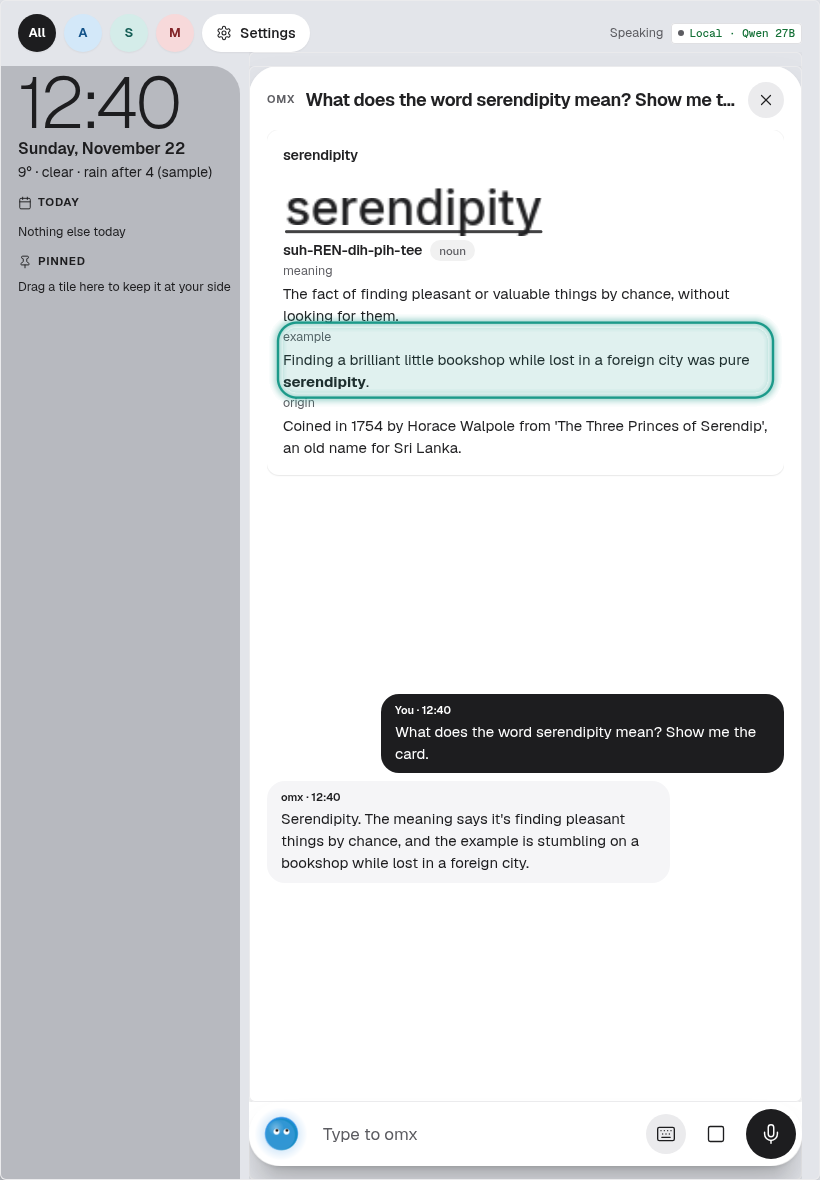 All A S M Settings
Speaking Local · Qwen 27B
12:40
Sunday, November 22
9° · clear · rain after 4 (sample)
TODAY
Nothing else today
PINNED
Drag a tile here to keep it at your side
OMX What does the word serendipity mean? Show me t...
serendipity
serendipity
suh-REN-dih-pih-tee noun
meaning
The fact of finding pleasant or valuable things by chance, without
looking for them.
example
Finding a brilliant little bookshop while lost in a foreign city was pure
serendipity.
origin
Coined in 1754 by Horace Walpole from 'The Three Princes of Serendip',
an old name for Sri Lanka.
You · 12:40
What does the word serendipity mean? Show me the
card.
omx · 12:40
Serendipity. The meaning says it's finding pleasant
things by chance, and the example is stumbling on a
bookshop while lost in a foreign city.
Type to omx